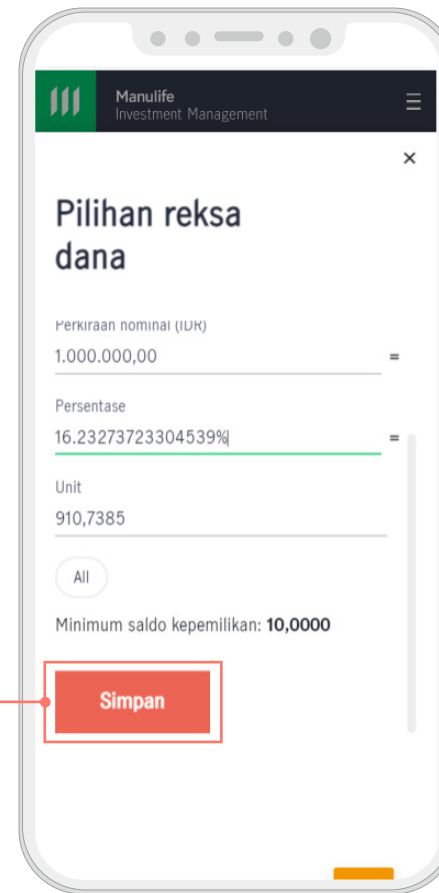 Manulife
Investment Management
Pilihan reksa
dana
Perkiraan nominal (IDR)
1.000.000,00 =
Persentase
16.23273723304539% =
Unit
910,7385
All
Minimum saldo kepemilikan: 10,0000
Simpan